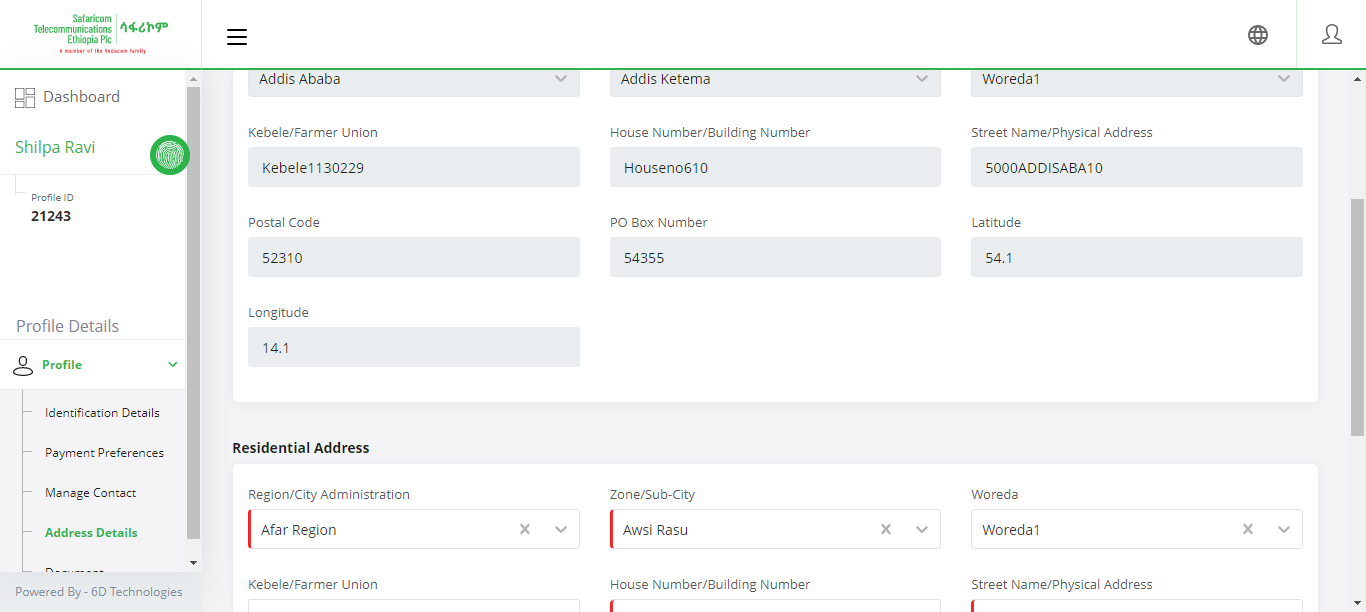 Safaricom
Telecommunications
Ethiopia Plc
ሳፋሪኮም
A member of the Vodacom family
Dashboard
Shilpa Ravi
Profile ID
21243
Profile Details
Profile
Identification Details
Payment Preferences
Manage Contact
Address Details
Document
Powered By - 6D Technologies
Addis Ababa
Addis Ketema
Woreda1
Kebele/Farmer Union
House Number/Building Number
Street Name/Physical Address
Kebele1130229
Houseno610
5000ADDISABA10
Postal Code
PO Box Number
Latitude
52310
54355
54.1
Longitude
14.1
Residential Address
Region/City Administration
Zone/Sub-City
Woreda
Afar Region
Awsi Rasu
Woreda1
Kebele/Farmer Union
House Number/Building Number
Street Name/Physical Address